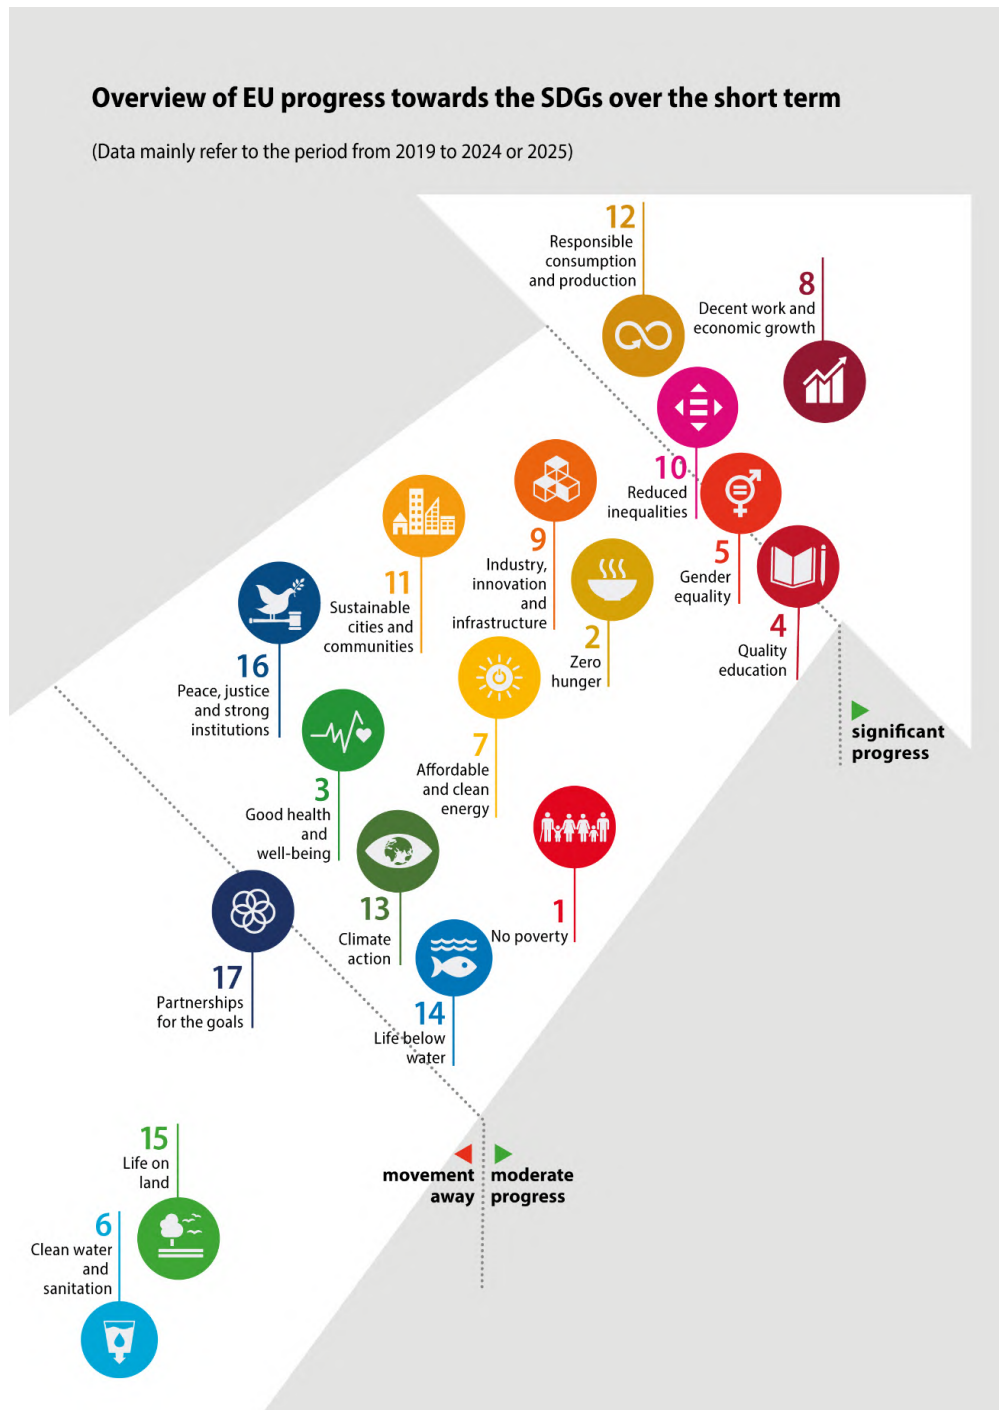 Overview of EU progress towards the SDGs over the short term
(Data mainly refer to the period from 2019 to 2024 or 2025)
12
Responsible
consumption
and production
8
Decent work and
economic growth
10
Reduced
inequalities
9
Industry,
innovation
and
infrastructure
5
Gender
equality
11
Sustainable
cities and
communities
2
Zero
hunger
4
Quality
education
16
Peace, justice
and strong
institutions
significant
progress
7
Affordable
and clean
energy
3
Good health
and
well-being
1
No poverty
13
Climate
action
17
Partnerships
for the goals
14
Life below
water
15
Life on
land
movement
away
moderate
progress
6
Clean water
and
sanitation